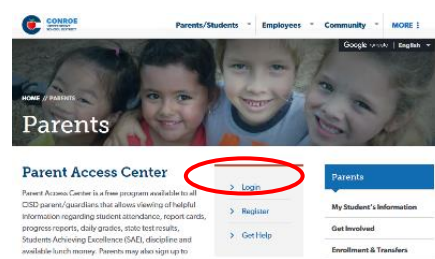 CONROE
Parents/Students
Employees
Community
MORE
Google
English
HOME // PARENTS
Parents
Parent Access Center
Parent Access Center is a free program available to all
CISD parent/guardians that allows viewing of helpful
information regarding student attendance, report cards,
progress reports, daily grades, state test results,
Students Achieving Excellence (SAE), discipline and
available lunch money. Parents may also sign up to
> Login
> Register
> Get Help
Parents
My Student's Information
Get Involved
Enrollment & Transfers